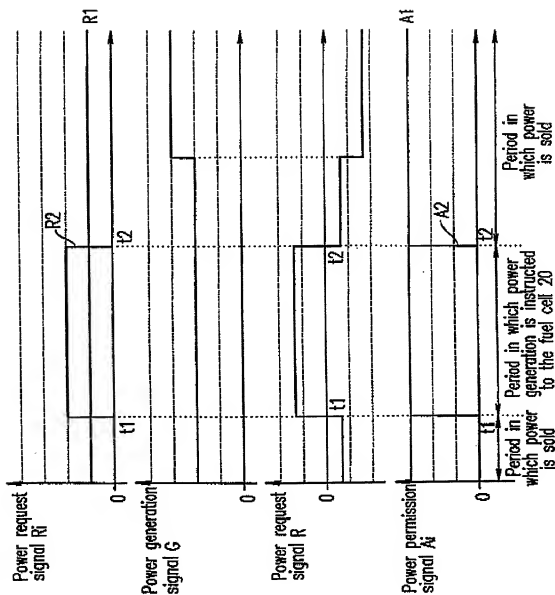 Power request
signal Ri
R2
R1
0
t1
t2
Power generation
signal G
0
Power request
signal R
0
t1
t2
Power permission
signal Ai
A1
A2
0
t1
t2
Period in
which power
is sold
Period in which power
generation is instructed
to the fuel cell 20
Period in
which power
is sold